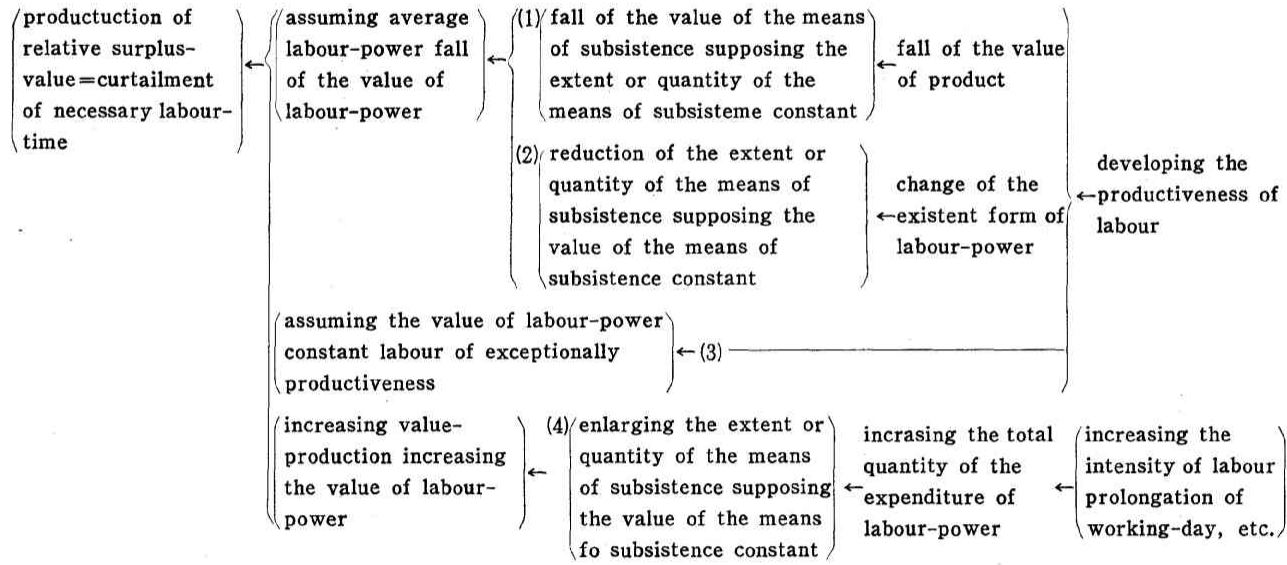 productuction of
relative surplus-
value=curtailment
of necessary labour-
time
←
assuming average
labour-power fall
of the value of
labour-power
←
(1) fall of the value of the means
of subsistence supposing the
extent or quantity of the
means of subsisteme constant
← fall of the value
of product
(2) reduction of the extent or
quantity of the means of
subsistence supposing the
value of the means of
subsistence constant
change of the
←existent form of
labour-power
developing the
←productiveness of
labour
assuming the value of labour-power
constant labour of exceptionally
productiveness
←(3)
increasing value-
production increasing
the value of labour-
power
←
(4) enlarging the extent or
quantity of the means
of subsistence supposing
the value of the means
fo subsistence constant
incrasing the total
quantity of the
←expenditure of
labour-power
←
increasing the
intensity of labour
prolongation of
working-day, etc.